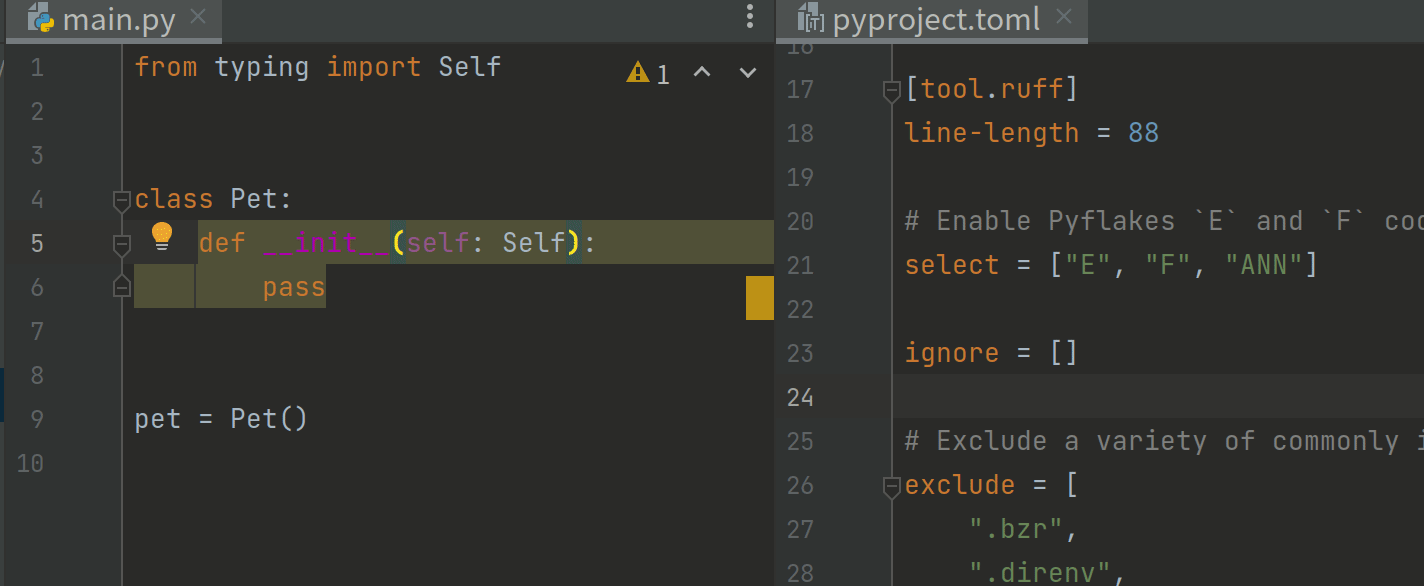 main.py
1 from typing import Self
1
2
3
4 class Pet:
5 def __init__(self: Self):
6 pass
7
8
9 pet = Pet()
10
pyproject.toml
16
17 [tool.ruff]
18 line-length = 88
19
20 # Enable Pyflakes `E` and `F` cod
21 select = ["E", "F", "ANN"]
22
23 ignore = []
24
25 # Exclude a variety of commonly i
26 exclude = [
27 ".bzr",
28 ".direnv",